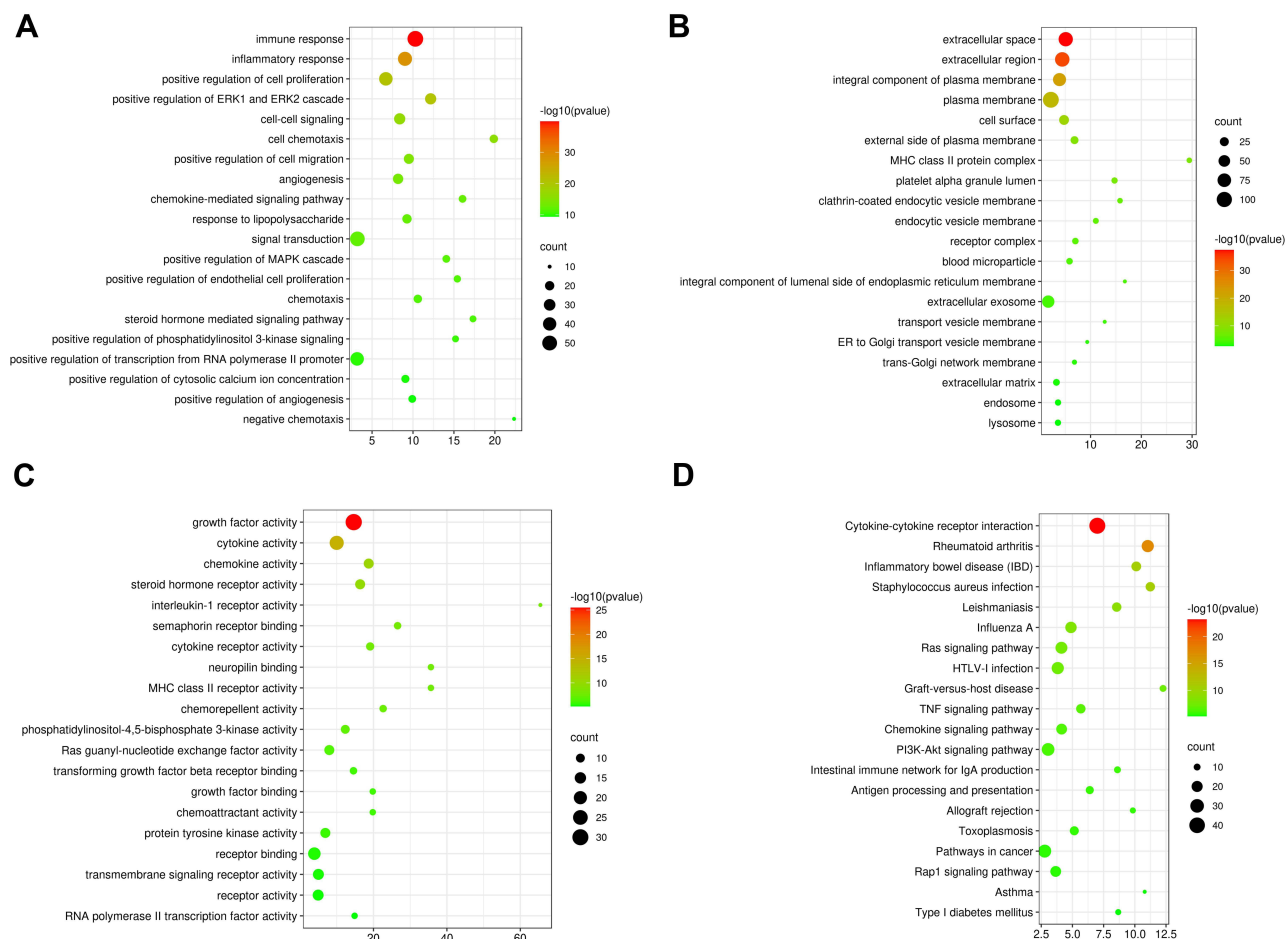 A
immune response
inflammatory response
positive regulation of cell proliferation
positive regulation of ERK1 and ERK2 cascade
cell-cell signaling
cell chemotaxis
positive regulation of cell migration
angiogenesis
chemokine-mediated signaling pathway
response to lipopolysaccharide
signal transduction
positive regulation of MAPK cascade
positive regulation of endothelial cell proliferation
chemotaxis
steroid hormone mediated signaling pathway
positive regulation of phosphatidylinositol 3-kinase signaling
positive regulation of transcription from RNA polymerase II promoter
positive regulation of cytosolic calcium ion concentration
positive regulation of angiogenesis
negative chemotaxis
5 10 15 20
-log10(pvalue)
30
20
10
count
10
20
30
40
50
B
extracellular space
extracellular region
integral component of plasma membrane
plasma membrane
cell surface
external side of plasma membrane
MHC class II protein complex
platelet alpha granule lumen
clathrin-coated endocytic vesicle membrane
endocytic vesicle membrane
receptor complex
blood microparticle
integral component of lumenal side of endoplasmic reticulum membrane
extracellular exosome
transport vesicle membrane
ER to Golgi transport vesicle membrane
trans-Golgi network membrane
extracellular matrix
endosome
lysosome
10 20 30
count
25
50
75
100
-log10(pvalue)
30
20
10
C
growth factor activity
cytokine activity
chemokine activity
steroid hormone receptor activity
interleukin-1 receptor activity
semaphorin receptor binding
cytokine receptor activity
neuropilin binding
MHC class II receptor activity
chemorepellent activity
phosphatidylinositol-4,5-bisphosphate 3-kinase activity
Ras guanyl-nucleotide exchange factor activity
transforming growth factor beta receptor binding
growth factor binding
chemoattractant activity
protein tyrosine kinase activity
receptor binding
transmembrane signaling receptor activity
receptor activity
RNA polymerase II transcription factor activity
20 40 60
-log10(pvalue)
25
20
15
10
count
10
15
20
25
30
D
Cytokine-cytokine receptor interaction
Rheumatoid arthritis
Inflammatory bowel disease (IBD)
Staphylococcus aureus infection
Leishmaniasis
Influenza A
Ras signaling pathway
HTLV-I infection
Graft-versus-host disease
TNF signaling pathway
Chemokine signaling pathway
PI3K-Akt signaling pathway
Intestinal immune network for IgA production
Antigen processing and presentation
Allograft rejection
Toxoplasmosis
Pathways in cancer
Rap1 signaling pathway
Asthma
Type I diabetes mellitus
2.5 5.0 7.5 10.0 12.5
-log10(pvalue)
20
15
10
count
10
20
30
40